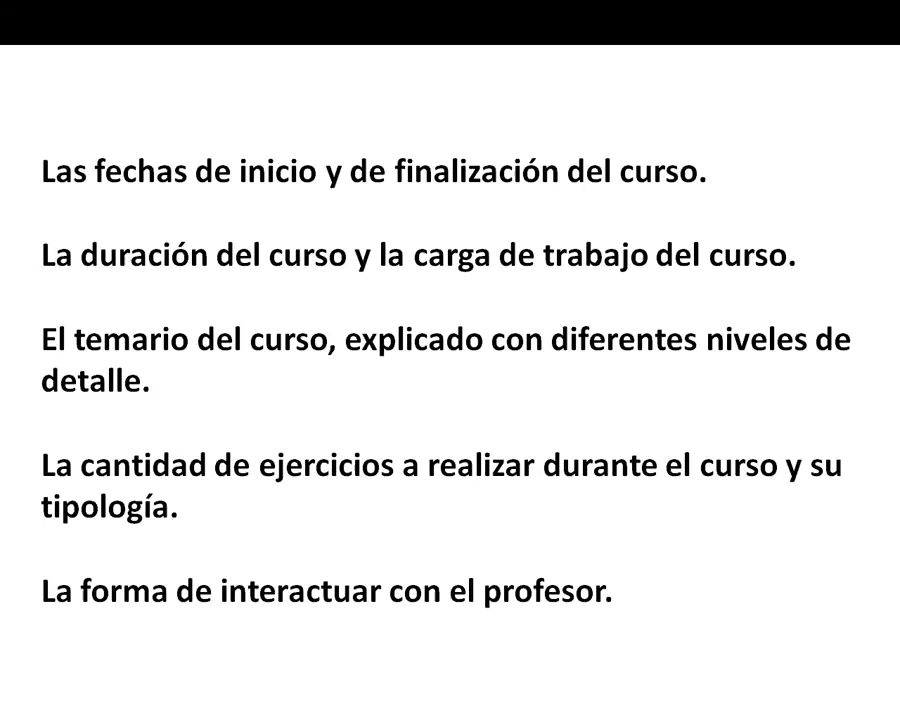 Las fechas de inicio y de finalización del curso.
La duración del curso y la carga de trabajo del curso.
El temario del curso, explicado con diferentes niveles de
detalle.
La cantidad de ejercicios a realizar durante el curso y su
tipología.
La forma de interactuar con el profesor.